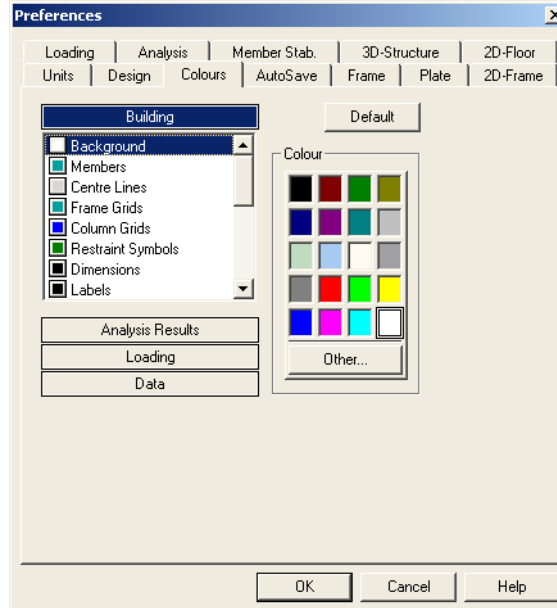 Preferences
Loading Analysis Member Stab. 3D-Structure 2D-Floor
Units Design Colours AutoSave Frame Plate 2D-Frame
Building Default
Background
Colour
Members
Centre Lines
Frame Grids
Column Grids
Restraint Symbols
Dimensions
Labels
Analysis Results
Loading
Other...
Data
OK Cancel Help